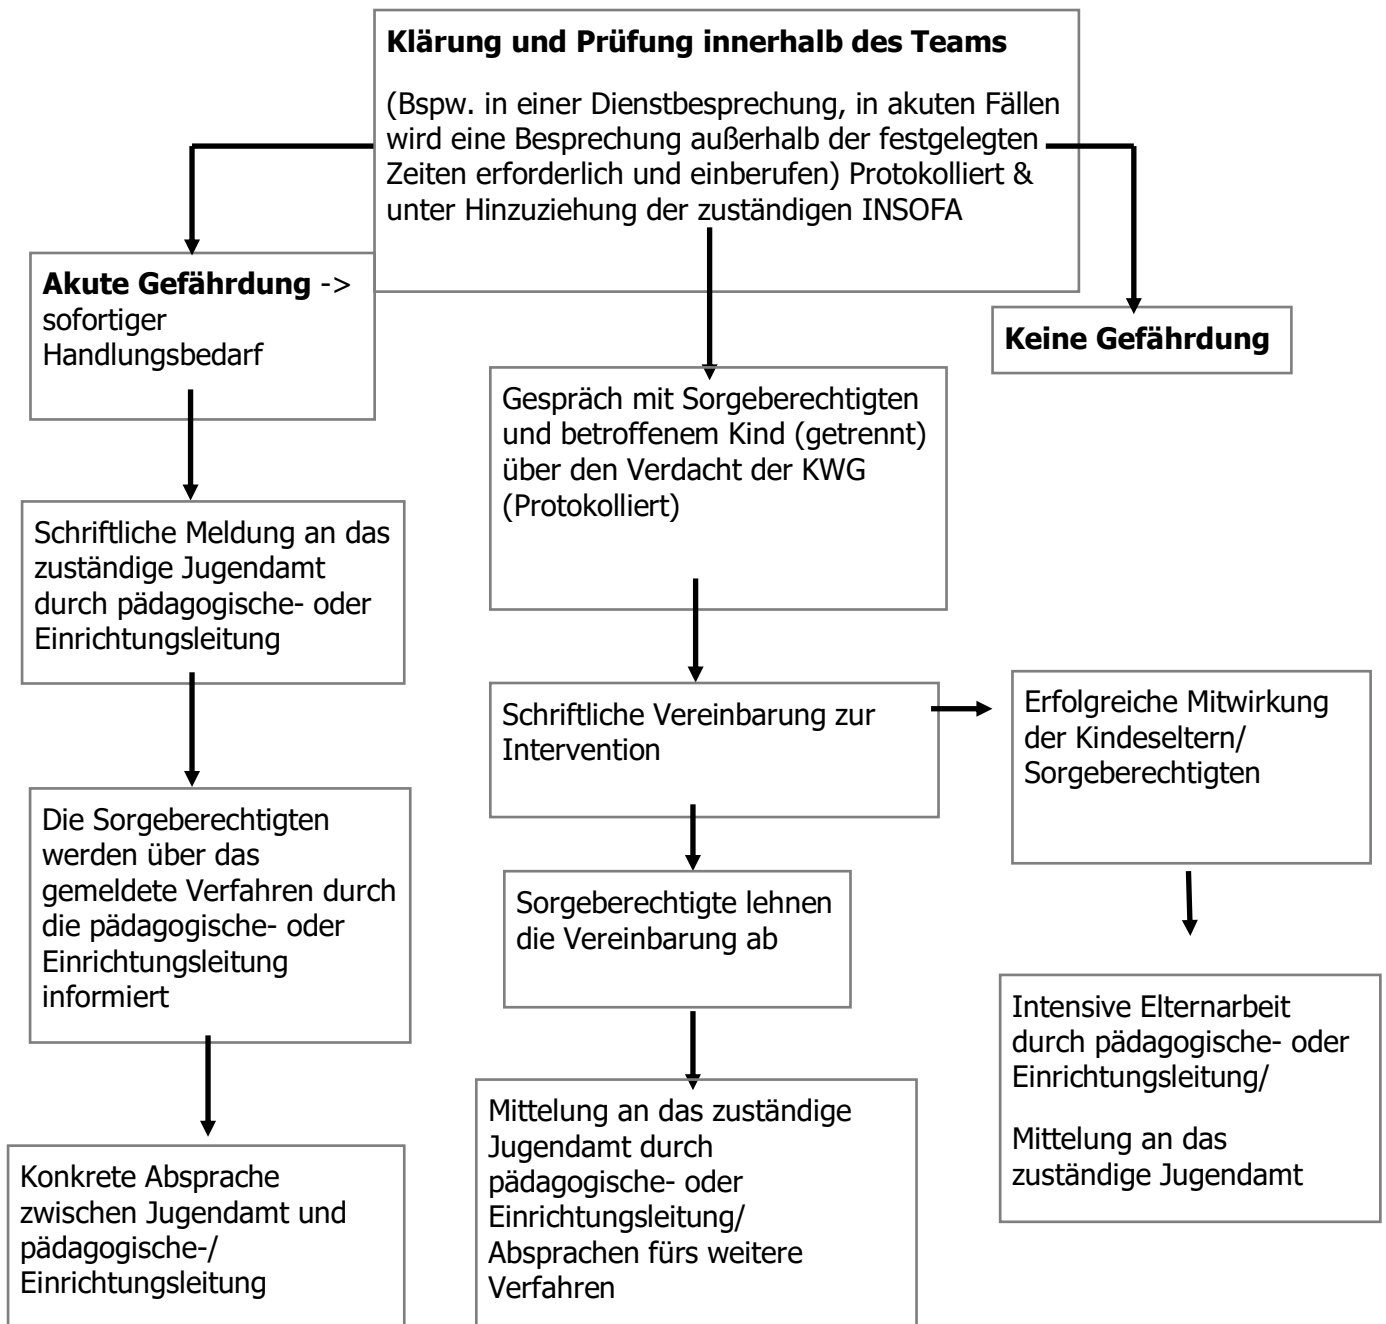 Klärung und Prüfung innerhalb des Teams
(Bspw. in einer Dienstbesprechung, in akuten Fällen
wird eine Besprechung außerhalb der festgelegten
Zeiten erforderlich und einberufen) Protokolliert &
unter Hinzuziehung der zuständigen INSOFA
Akute Gefährdung ->
sofortiger
Handlungsbedarf
Keine Gefährdung
Gespräch mit Sorgeberechtigten
und betroffenem Kind (getrennt)
über den Verdacht der KWG
(Protokolliert)
Schriftliche Meldung an das
zuständige Jugendamt
durch pädagogische- oder
Einrichtungsleitung
Schriftliche Vereinbarung zur
Intervention
Erfolgreiche Mitwirkung
der Kindeseltern/
Sorgeberechtigten
Die Sorgeberechtigten
werden über das
gemeldete Verfahren durch
die pädagogische- oder
Einrichtungsleitung
informiert
Sorgeberechtigte lehnen
die Vereinbarung ab
Intensive Elternarbeit
durch pädagogische- oder
Einrichtungsleitung/
Mittelung an das
zuständige Jugendamt
Konkrete Absprache
zwischen Jugendamt und
pädagogische-/
Einrichtungsleitung
Mittelung an das zuständige
Jugendamt durch
pädagogische- oder
Einrichtungsleitung/
Absprachen fürs weitere
Verfahren